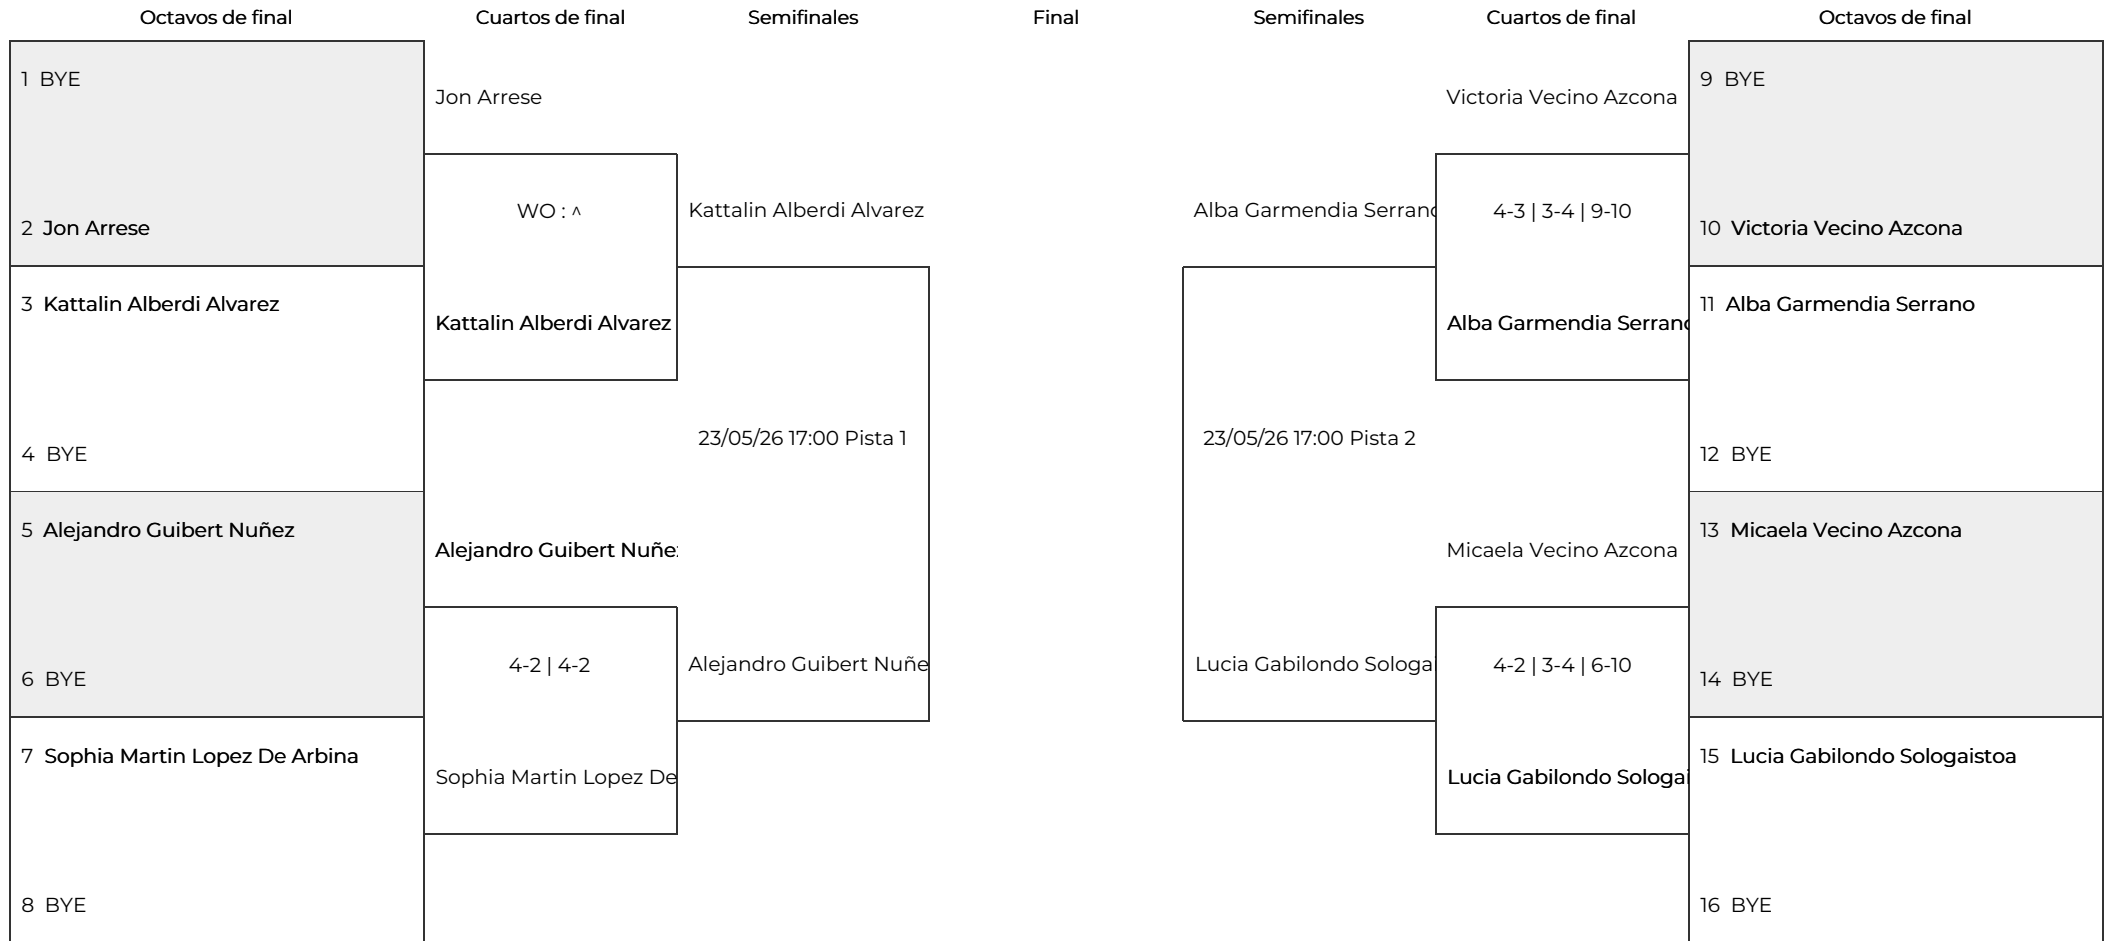 Octavos de final
Cuartos de final
Semifinales
Final
Semifinales
Cuartos de final
Octavos de final
1 BYE
2 Jon Arrese
3 Kattalin Alberdi Alvarez
4 BYE
5 Alejandro Guibert Nuñez
6 BYE
7 Sophia Martin Lopez De Arbina
8 BYE
Jon Arrese
WO : ^
Kattalin Alberdi Alvarez
Alejandro Guibert Nuñez
4-2 | 4-2
Sophia Martin Lopez De
Kattalin Alberdi Alvarez
23/05/26 17:00 Pista 1
Alejandro Guibert Nuñe
Alba Garmendia Serrano
23/05/26 17:00 Pista 2
Lucia Gabilondo Sologai
Victoria Vecino Azcona
4-3 | 3-4 | 9-10
Alba Garmendia Serrano
Micaela Vecino Azcona
4-2 | 3-4 | 6-10
Lucia Gabilondo Sologai
9 BYE
10 Victoria Vecino Azcona
11 Alba Garmendia Serrano
12 BYE
13 Micaela Vecino Azcona
14 BYE
15 Lucia Gabilondo Sologaistoa
16 BYE